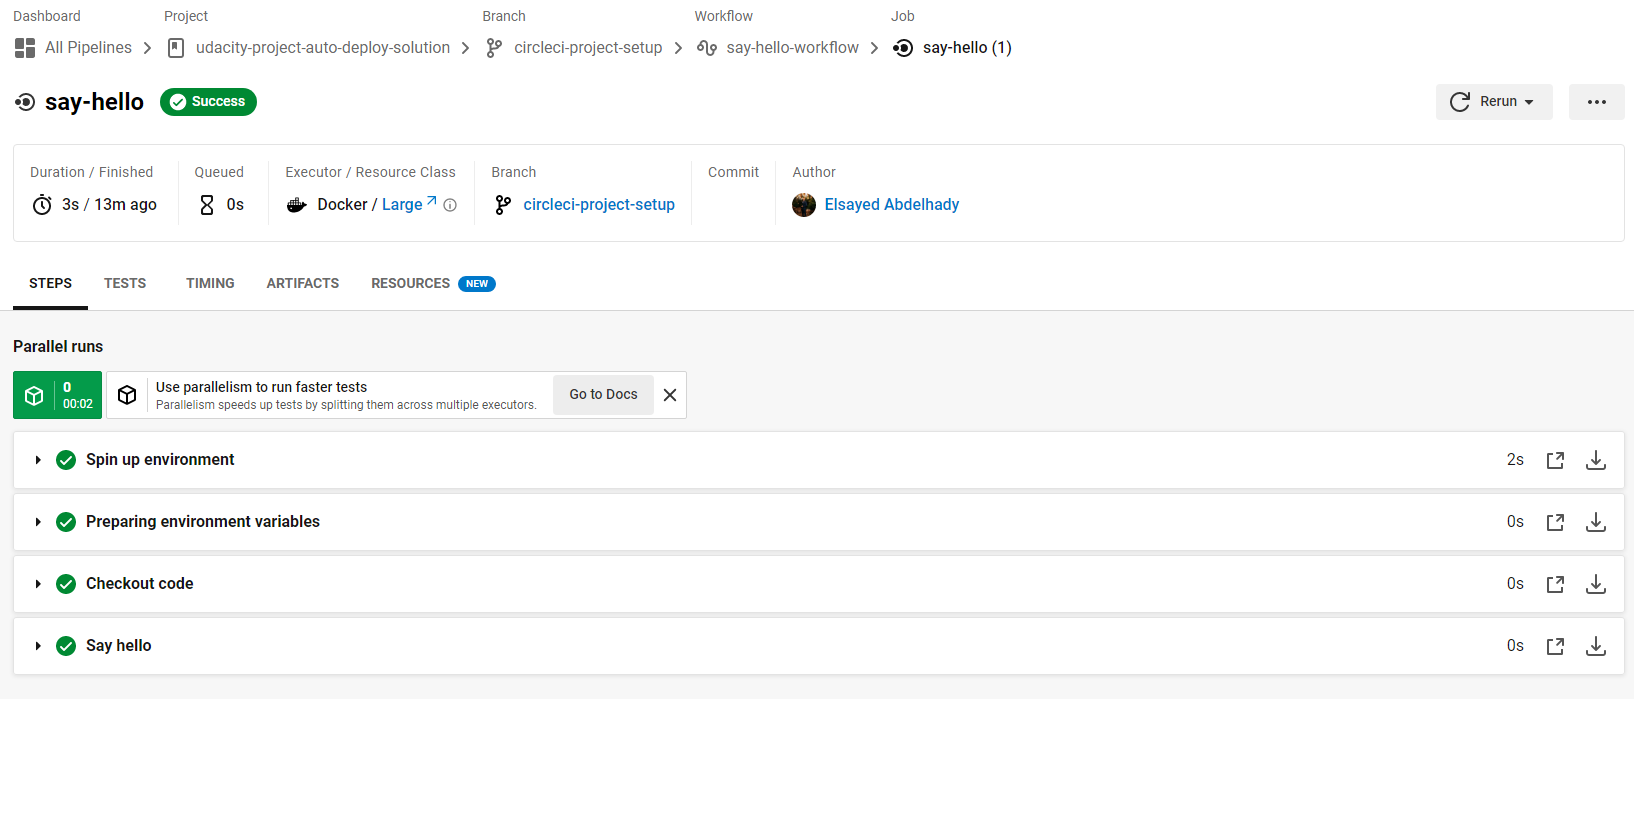 Dashboard Project Branch Workflow Job
All Pipelines udacity-project-auto-deploy-solution circleci-project-setup say-hello-workflow say-hello (1)
say-hello Success Rerun
Duration / Finished Queued Executor / Resource Class Branch Commit Author
3s / 13m ago 0s Docker / Large circleci-project-setup Elsayed Abdelhady
STEPS TESTS TIMING ARTIFACTS RESOURCES NEW
Parallel runs
0
00:02
Use parallelism to run faster tests
Parallelism speeds up tests by splitting them across multiple executors.
Go to Docs
Spin up environment 2s
Preparing environment variables 0s
Checkout code 0s
Say hello 0s